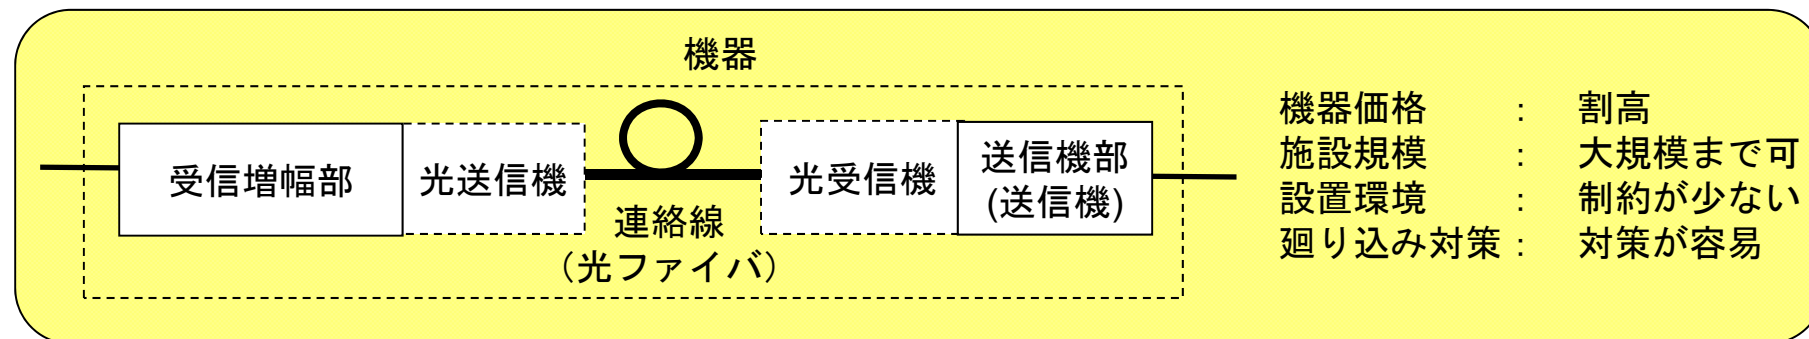 機器
受信増幅部
光送信機
連絡線
（光ファイバ）
光受信機
送信機部
(送信機)
機器価格 : 割高
施設規模 : 大規模まで可
設置環境 : 制約が少ない
廻り込み対策 : 対策が容易